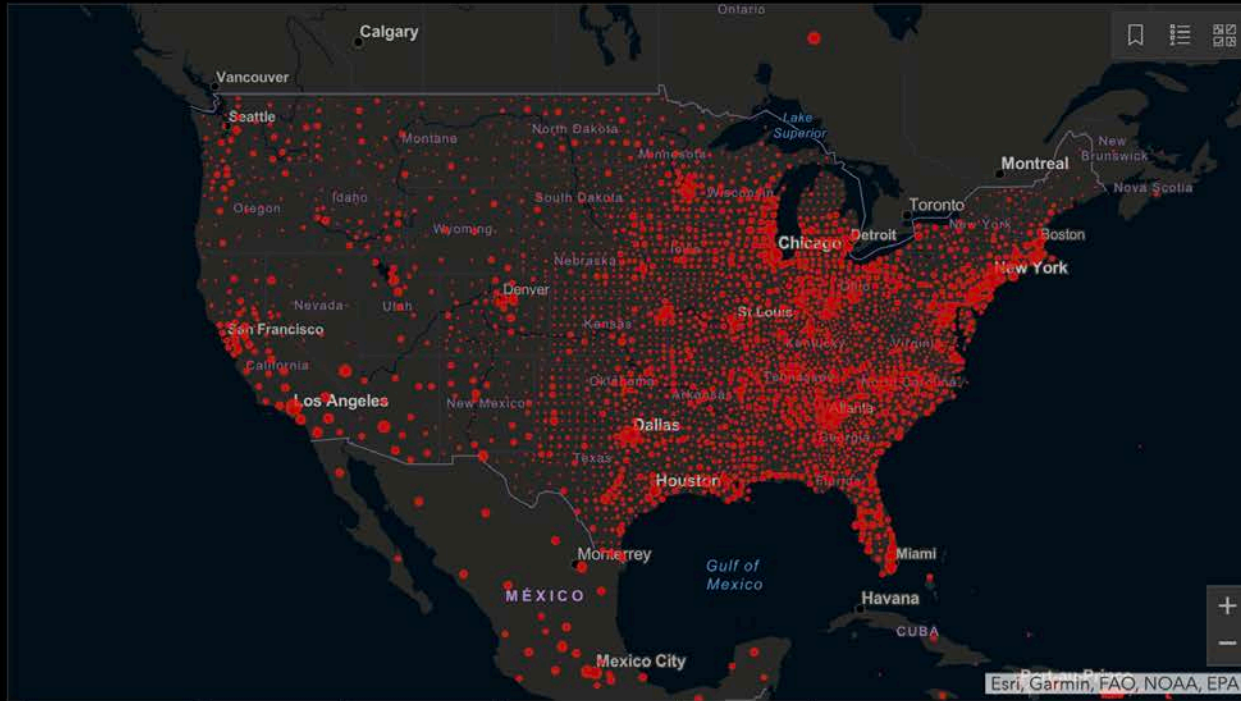 Ontario
Calgary
Vancouver
Seattle
Lake
Superior
Montana
North Dakota
Minnesota
New
Brunswick
Montreal
Nova Scotia
Oregon
Idaho
South Dakota
Wisconsin
Toronto
Wyoming
New York
Boston
Chicago
Detroit
Iowa
Nebraska
New York
Nevada
Utah
Denver
Ohio
San Francisco
Kansas
St Louis
Kentucky
Virginia
California
Oklahoma
Tennessee
North Carolina
Los Angeles
New Mexico
Arkansas
Atlanta
Dallas
Georgia
Texas
Houston
Florida
Monterrey
Miami
Gulf of
Mexico
MÉXICO
Havana
CUBA
Mexico City
Port-au-Prince
Esri, Garmin, FAO, NOAA, EPA